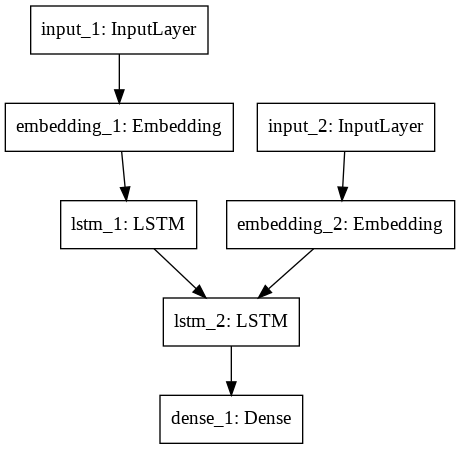 input_1: InputLayer
embedding_1: Embedding
input_2: InputLayer
lstm_1: LSTM
embedding_2: Embedding
lstm_2: LSTM
dense_1: Dense